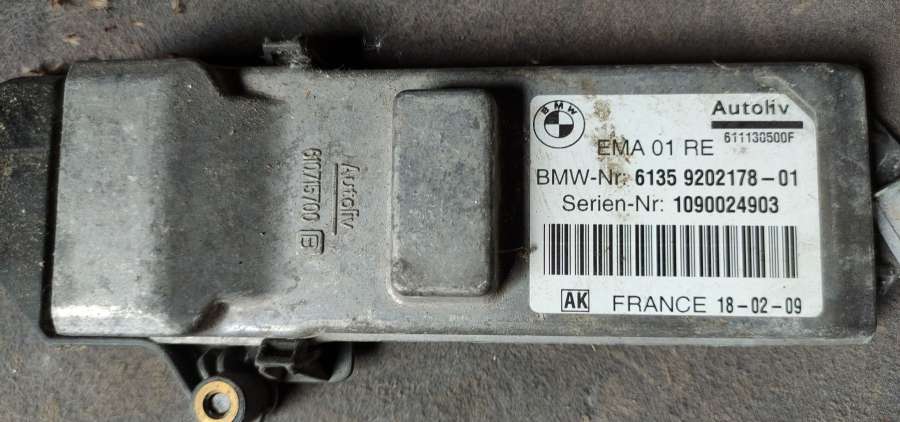 610715700 B
Autoliv
BMW
Autoliv
611130500F
EMA 01 RE
BMW-Nr: 6135 9202178-01
Serien-Nr: 1090024903
AK FRANCE 18-02-09